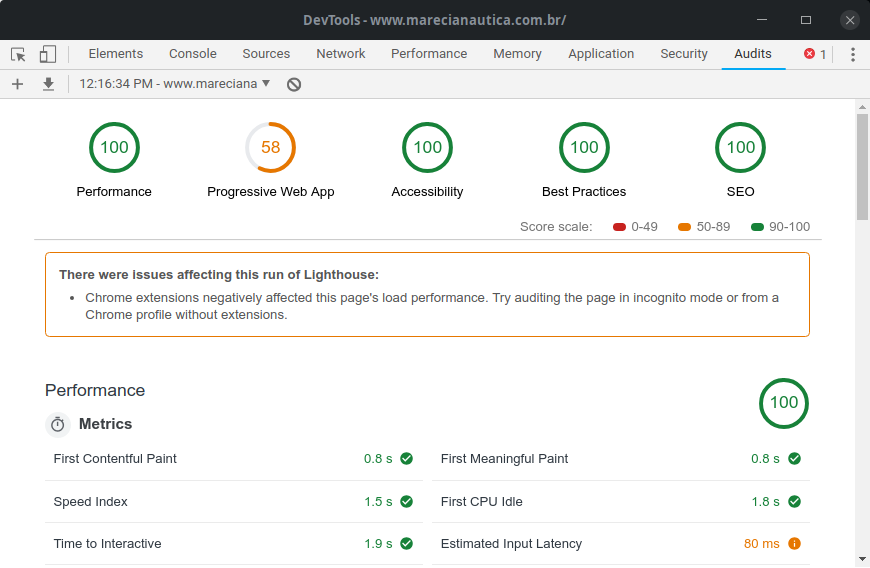 DevTools - www.marecianautica.com.br/
Elements Console Sources Network Performance Memory Application Security Audits 1
12:16:34 PM - www.mareciana
100 58 100 100 100
Performance Progressive Web App Accessibility Best Practices SEO
Score scale: 0-49 50-89 90-100
There were issues affecting this run of Lighthouse:
• Chrome extensions negatively affected this page's load performance. Try auditing the page in incognito mode or from a
Chrome profile without extensions.
Performance 100
Metrics
First Contentful Paint 0.8 s First Meaningful Paint 0.8 s
Speed Index 1.5 s First CPU Idle 1.8 s
Time to Interactive 1.9 s Estimated Input Latency 80 ms